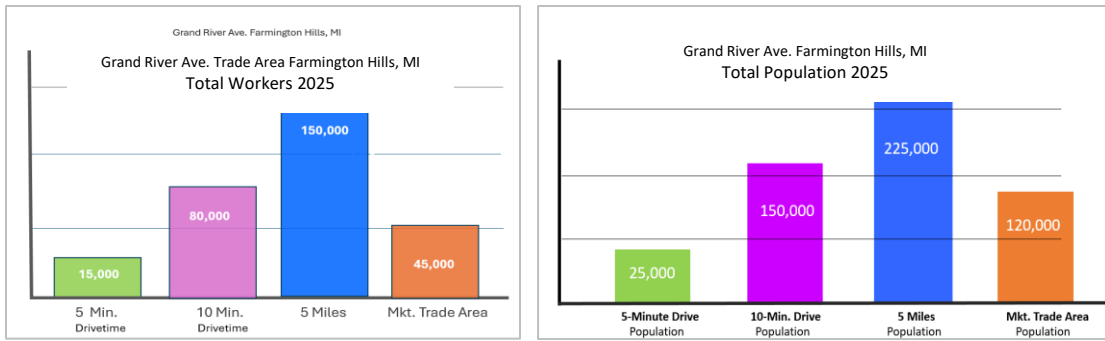 Grand River Ave. Farmington Hills, MI
Grand River Ave. Trade Area Farmington Hills, MI
Total Workers 2025
150,000
80,000
45,000
15,000
5 Min. 10 Min. 5 Miles Mkt. Trade Area
Drivetime Drivetime
Grand River Ave. Farmington Hills, MI
Total Population 2025
225,000
150,000
120,000
25,000
5-Minute Drive 10-Min. Drive 5 Miles Mkt. Trade Area
Population Population Population Population